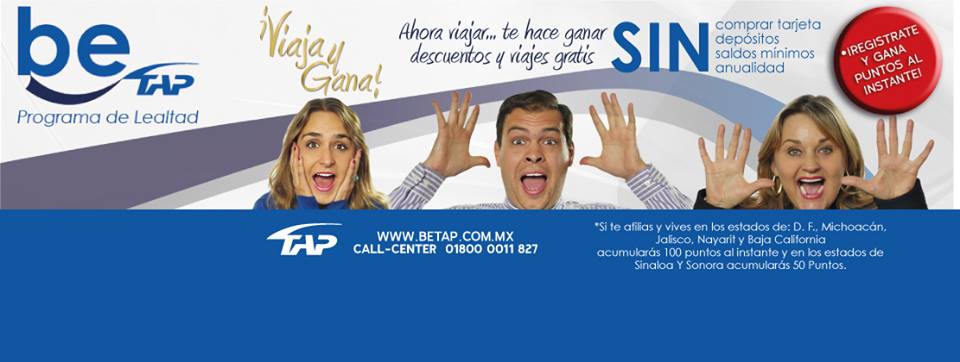 be
TAP
Programa de Lealtad
¡Viaja y
Gana!
Ahora viajar... te hace ganar
descuentos y viajes gratis
SIN
comprar tarjeta
depósitos
saldos mínimos
anualidad
•¡REGISTRATE
Y GANA
PUNTOS AL
INSTANTE!
TAP
WWW.BETAP.COM.MX
CALL-CENTER 01800 0011 827
*Si te afilias y vives en los estados de: D. F., Michoacán,
Jalisco, Nayarit y Baja California
acumularás 100 puntos al instante y en los estados de
Sinaloa Y Sonora acumularás 50 Puntos.